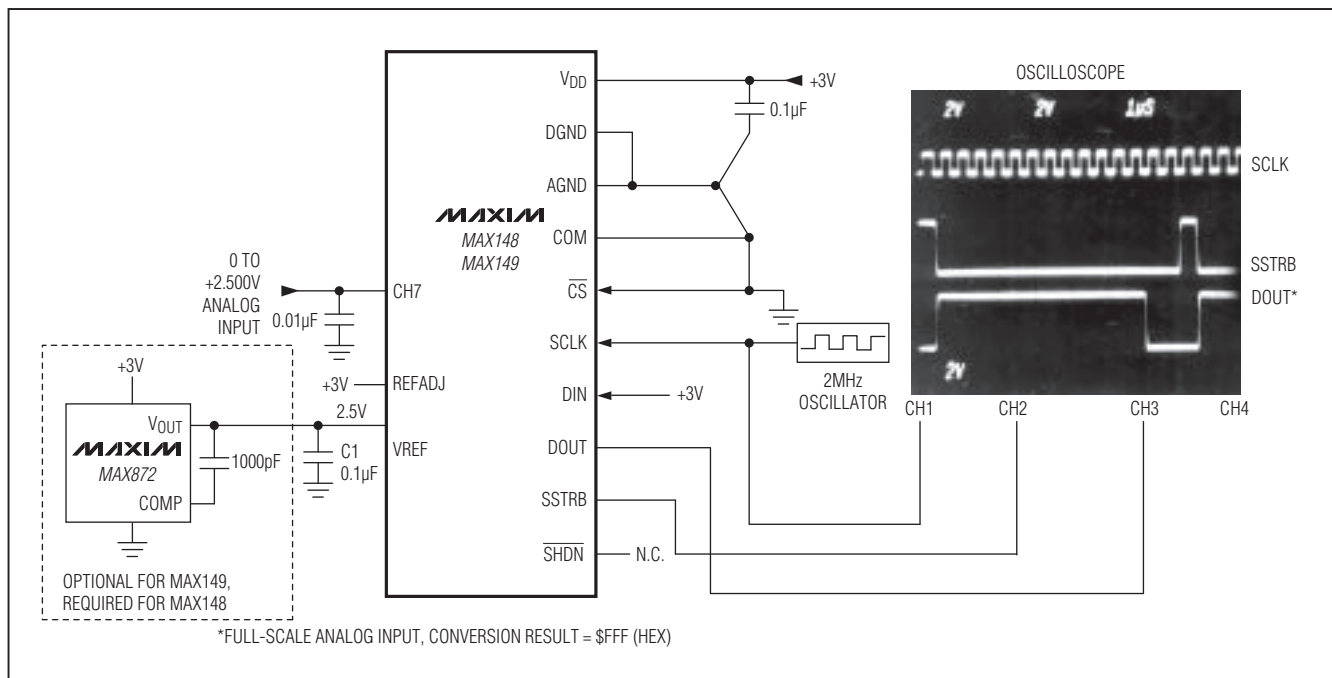 OSCILLOSCOPE
2V 2V 1µS
SCLK
SSTRB
DOUT*
2V
CH1 CH2 CH3 CH4
VDD
+3V
0.1µF
DGND
AGND
MAXIM
MAX148
MAX149
COM
CS
0 TO
+2.500V
ANALOG
INPUT
CH7
0.01µF
SCLK
2MHz
OSCILLATOR
+3V
REFADJ
DIN
+3V
2.5V
VREF
C1
0.1µF
DOUT
SSTRB
SHDN
N.C.
+3V
VOUT
MAXIM
MAX872
COMP
1000pF
OPTIONAL FOR MAX149,
REQUIRED FOR MAX148
*FULL-SCALE ANALOG INPUT, CONVERSION RESULT = $FFF (HEX)